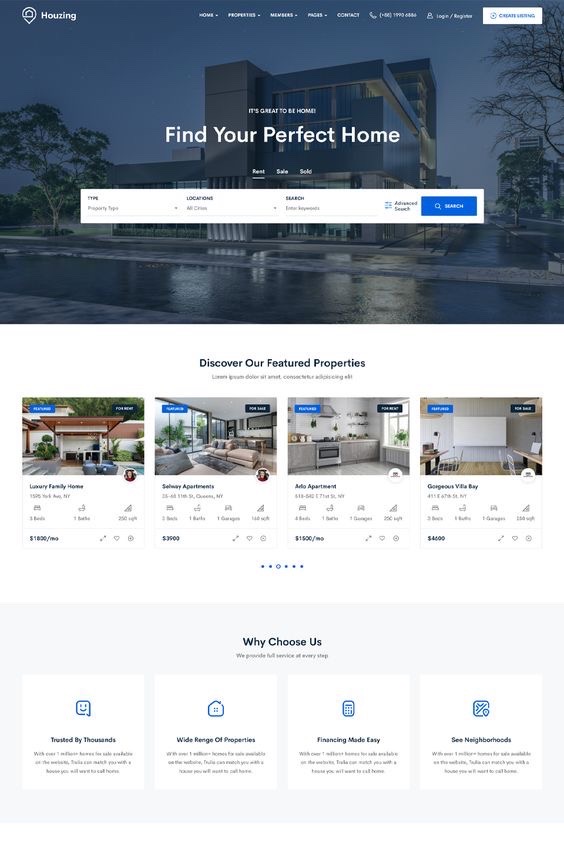 Houzing
HOME
PROPERTIES
MEMBERS
PAGES
CONTACT
(+88) 1990 6886
Login / Register
CREATE LISTING
IT'S GREAT TO BE HOME!
Find Your Perfect Home
Rent Sale Sold
TYPE
Property Type
LOCATIONS
All Cities
SEARCH
Enter keywords
Advanced
Search
SEARCH
Discover Our Featured Properties
Lorem ipsum dolor sit amet, consectetur adipiscing elit
FEATURED
FOR RENT
Luxury Family Home
1595 York Ave, NY
3 Beds 1 Baths 250 sqft
$1800/mo
FEATURED
FOR SALE
Selway Apartments
35-65 11th St, Queens, NY
3 Beds 1 Baths 1 Garages 160 sqft
$3900
FEATURED
FOR RENT
Arlo Apartment
518-540 E 71st St, NY
4 Beds 1 Baths 1 Garages 250 sqft
$1500/mo
FEATURED
FOR SALE
Gorgeous Villa Bay
411 E 67th St, NY
3 Beds 1 Baths 1 Garages
$4600
Why Choose Us
We provide full service at every step.
Trusted By Thousands
With over 1 million+ homes for sale available
on the website, Trulia can match you with a
house you will want to call home.
Wide Range Of Properties
With over 1 million+ homes for sale available
on the website, Trulia can match you with a
house you will want to call home.
Financing Made Easy
With over 1 million+ homes for sale available
on the website, Trulia can match you with a
house you will want to call home.
See Neighborhoods
With over 1 million+ homes for sale available
on the website, Trulia can match you with a
house you will want to call home.